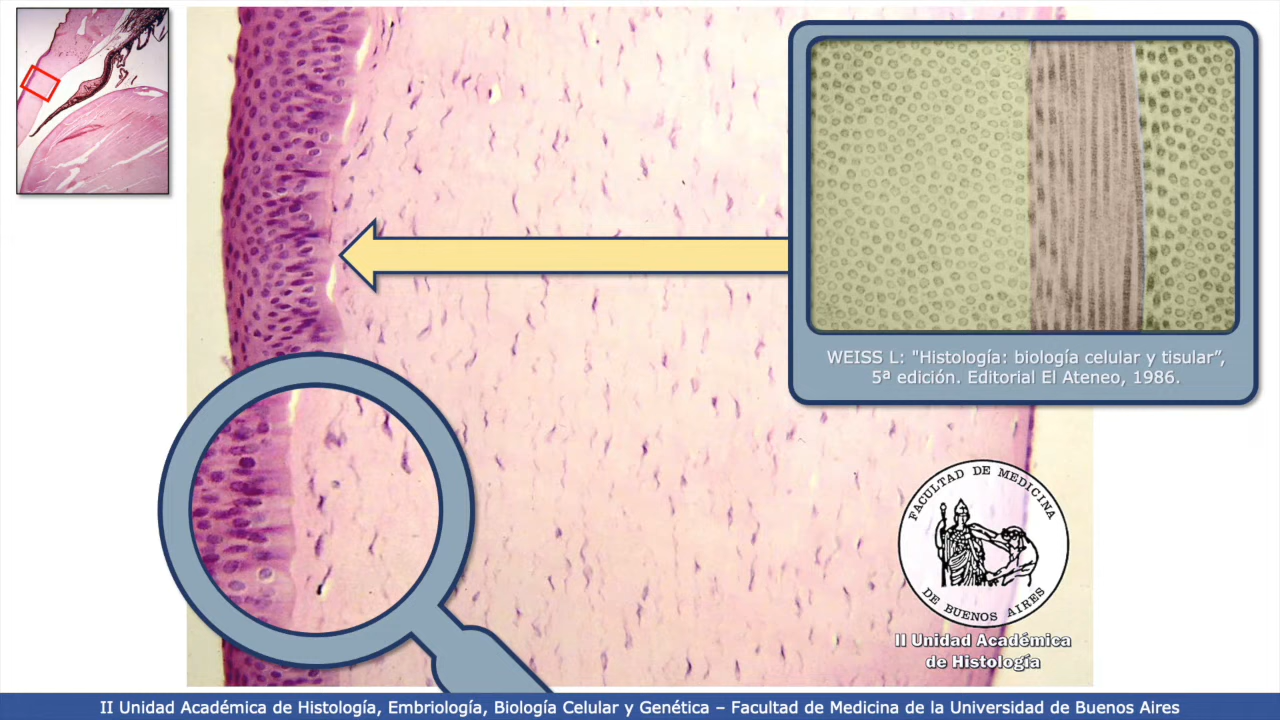 WEISS L: "Histología: biología celular y tisular”,
5ª edición. Editorial El Ateneo, 1986.
FACULTAD DE MEDICINA
DE BUENOS AIRES
II Unidad Académica
de Histología
II Unidad Académica de Histología, Embriología, Biología Celular y Genética – Facultad de Medicina de la Universidad de Buenos Aires